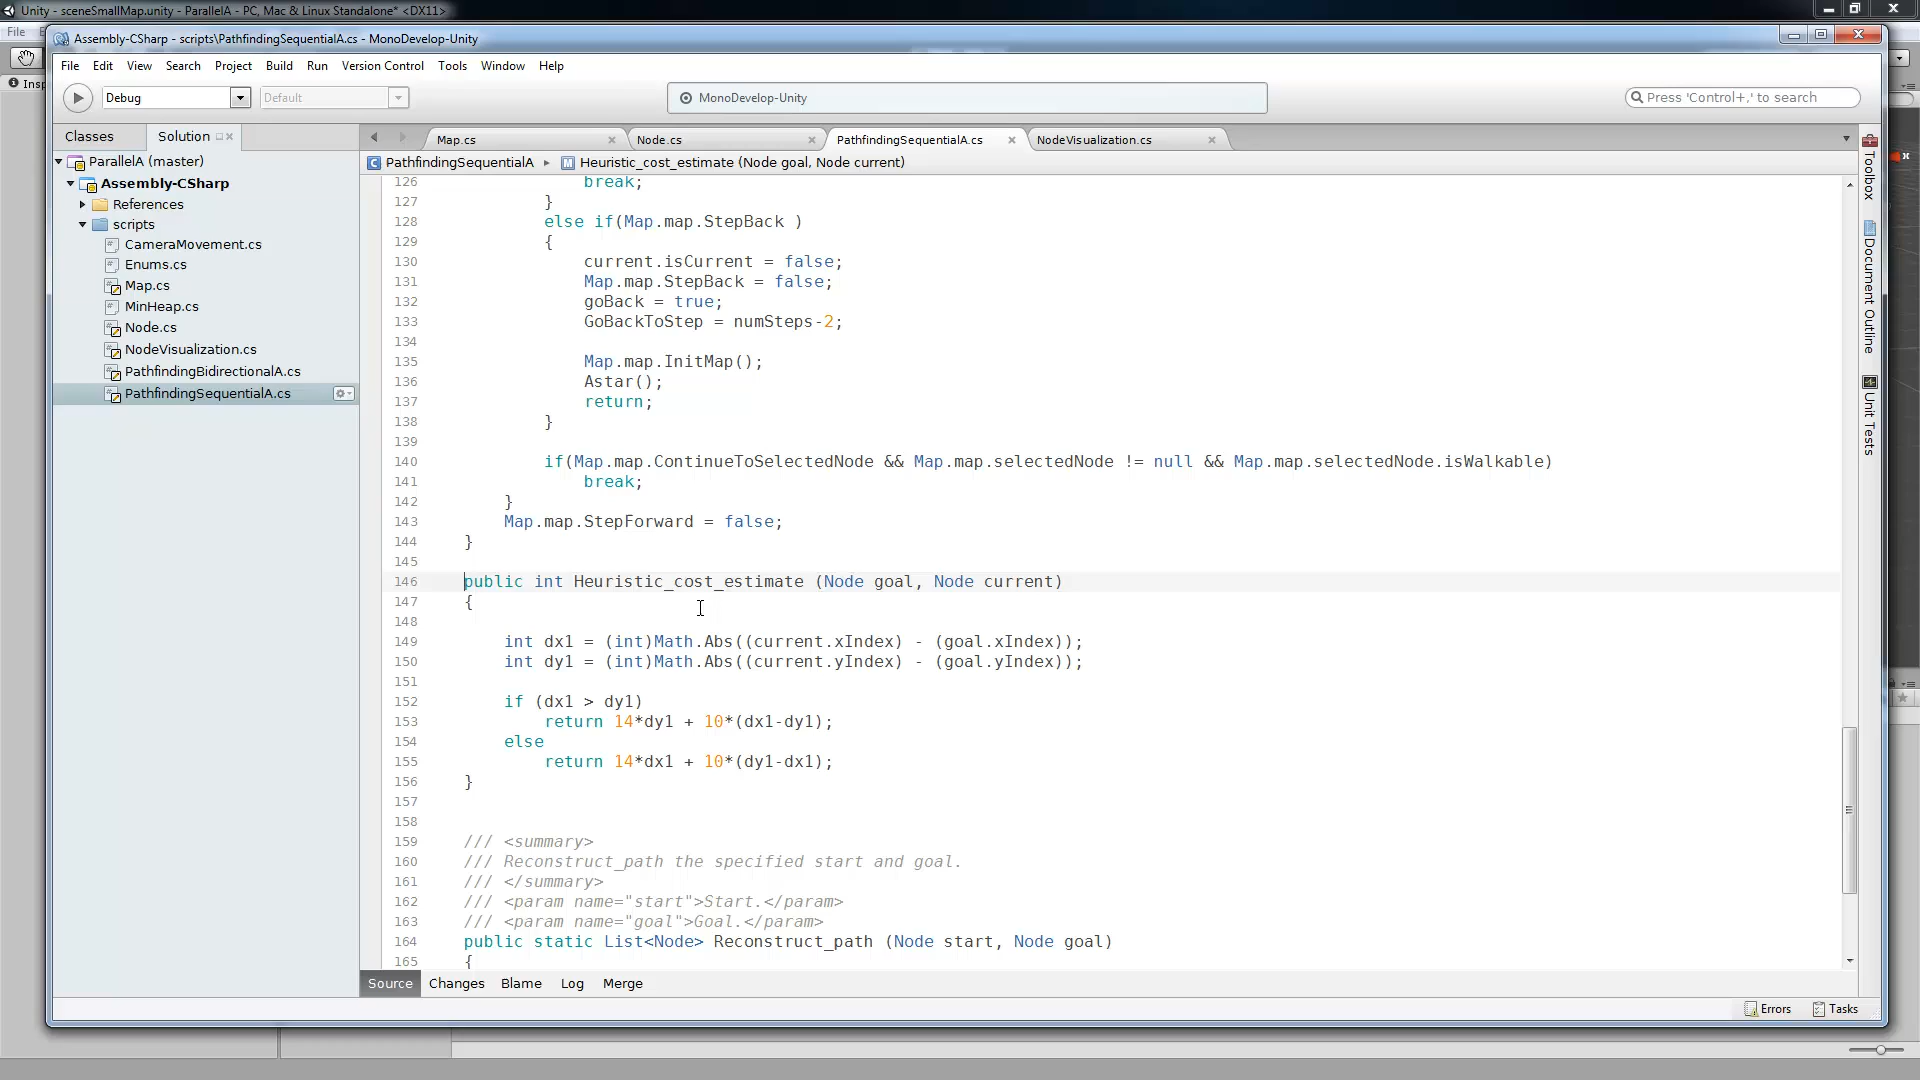 Unity - sceneSmallMap.unity - ParallelA - PC, Mac & Linux Standalone* <DX11>
File
Assembly-CSharp - scripts\PathfindingSequentialA.cs - MonoDevelop-Unity
File Edit View Search Project Build Run Version Control Tools Window Help
Insp
Debug Default MonoDevelop-Unity Press 'Control+,' to search
Classes Solution
Map.cs Node.cs PathfindingSequentialA.cs NodeVisualization.cs
PathfindingSequentialA Heuristic_cost_estimate (Node goal, Node current)
ParallelA (master)
Assembly-CSharp
References
scripts
CameraMovement.cs
Enums.cs
Map.cs
MinHeap.cs
Node.cs
NodeVisualization.cs
PathfindingBidirectionalA.cs
PathfindingSequentialA.cs
126 break;
127 }
128 else if(Map.map.StepBack )
129 {
130 current.isCurrent = false;
131 Map.map.StepBack = false;
132 goBack = true;
133 GoBackToStep = numSteps-2;
134
135 Map.map.InitMap();
136 Astar();
137 return;
138 }
139
140 if(Map.map.ContinueToSelectedNode && Map.map.selectedNode != null && Map.map.selectedNode.isWalkable)
141 break;
142 }
143 Map.map.StepForward = false;
144 }
145
146 public int Heuristic_cost_estimate (Node goal, Node current)
147 {
148
149 int dx1 = (int)Math.Abs((current.xIndex) - (goal.xIndex));
150 int dy1 = (int)Math.Abs((current.yIndex) - (goal.yIndex));
151
152 if (dx1 > dy1)
153 return 14*dy1 + 10*(dx1-dy1);
154 else
155 return 14*dx1 + 10*(dy1-dx1);
156 }
157
158
159 /// <summary>
160 /// Reconstruct_path the specified start and goal.
161 /// </summary>
162 /// <param name="start">Start.</param>
163 /// <param name="goal">Goal.</param>
164 public static List<Node> Reconstruct_path (Node start, Node goal)
165 {
Toolbox
Document Outline
Unit Tests
Source Changes Blame Log Merge
Errors Tasks